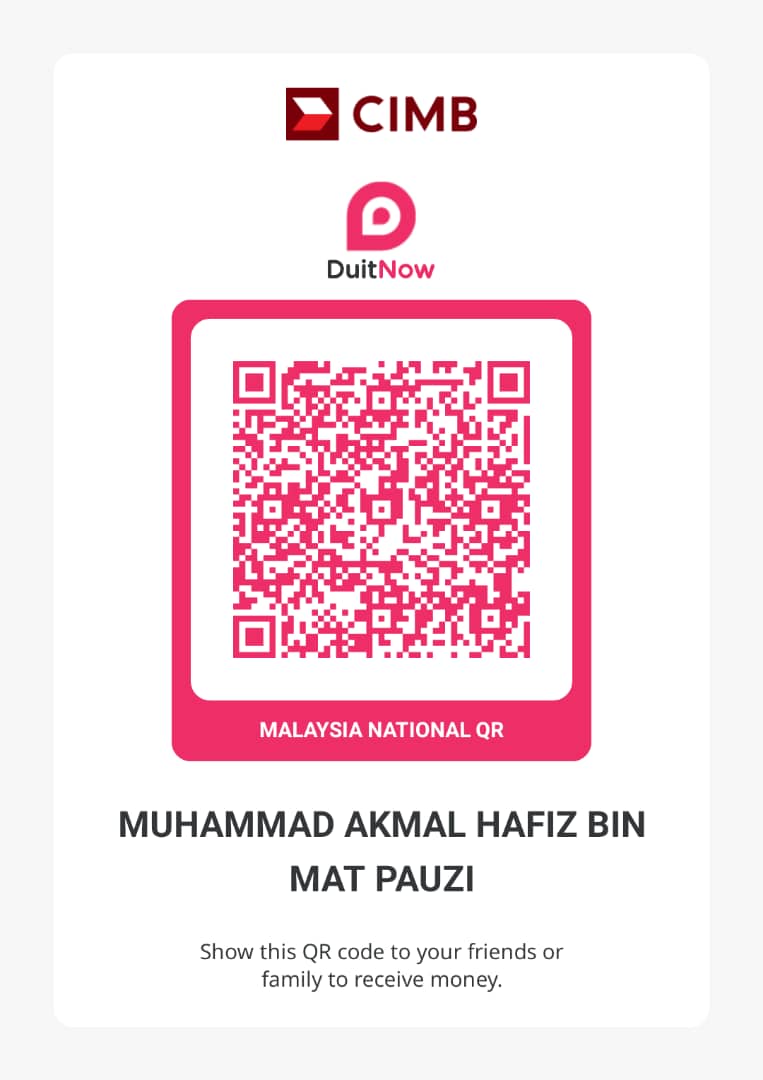 CIMB
DuitNow
MALAYSIA NATIONAL QR
MUHAMMAD AKMAL HAFIZ BIN
MAT PAUZI
Show this QR code to your friends or
family to receive money.